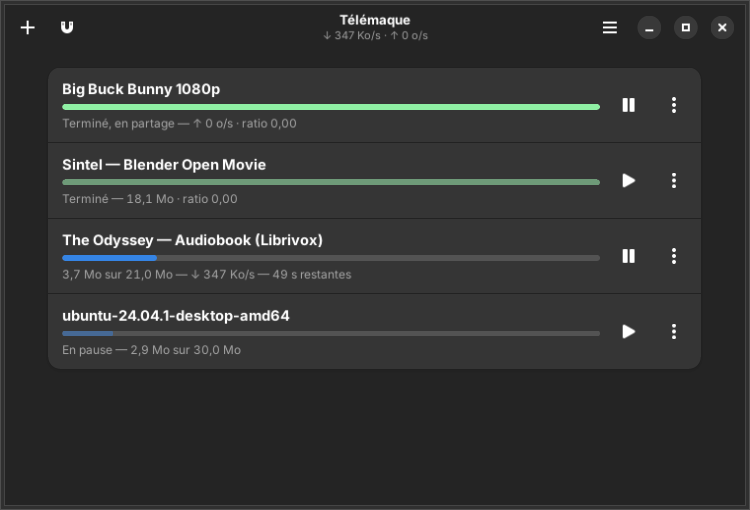 Télémaque
↓ 347 Ko/s · ↑ 0 o/s
Big Buck Bunny 1080p
Terminé, en partage — ↑ 0 o/s · ratio 0,00
Sintel — Blender Open Movie
Terminé — 18,1 Mo · ratio 0,00
The Odyssey — Audiobook (Librivox)
3,7 Mo sur 21,0 Mo — ↓ 347 Ko/s — 49 s restantes
ubuntu-24.04.1-desktop-amd64
En pause — 2,9 Mo sur 30,0 Mo